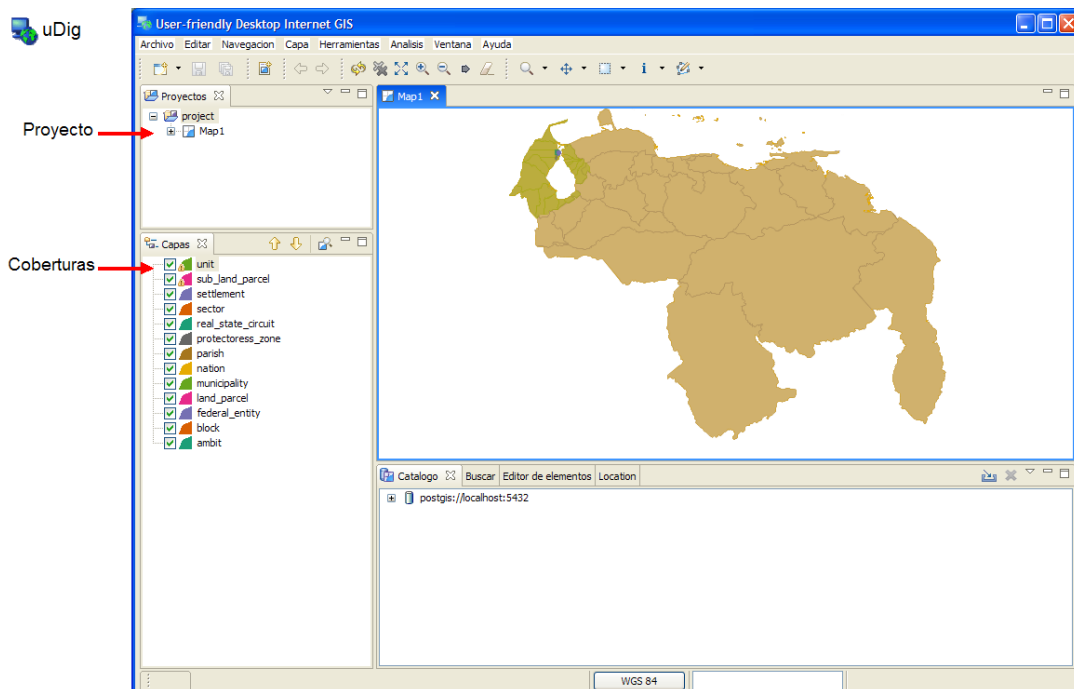 uDig
User-friendly Desktop Internet GIS
Archivo Editar Navegacion Capa Herramientas Analisis Ventana Ayuda
Proyectos
Map1
project
Proyecto
Map1
Capas
Coberturas
unit
sub_land_parcel
settlement
sector
real_state_circuit
protectoress_zone
parish
nation
municipality
land_parcel
federal_entity
block
ambit
Catalogo Buscar Editor de elementos Location
postgis://localhost:5432
WGS 84